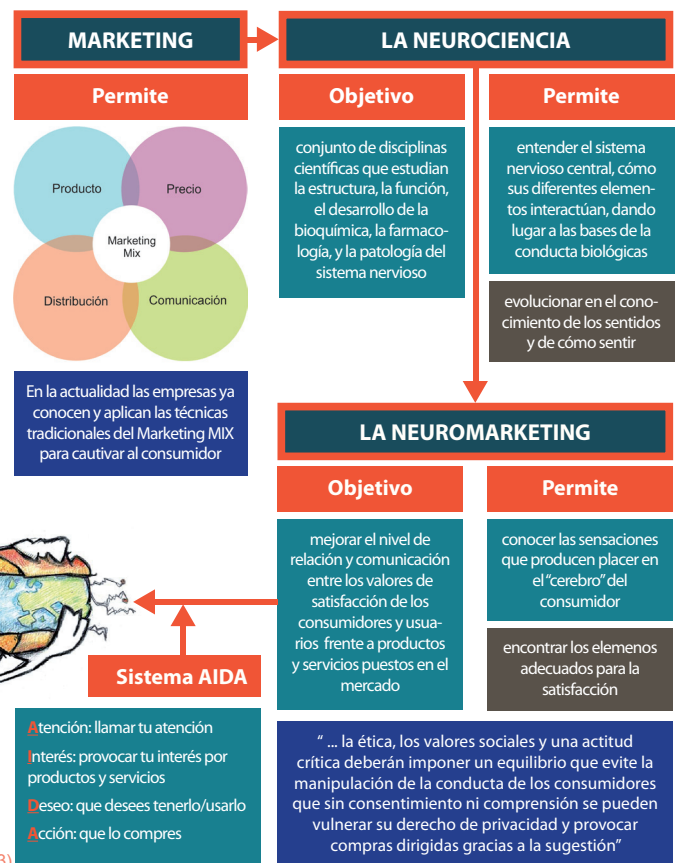 MARKETING
LA NEUROCIENCIA
Permite
Producto
Precio
Marketing
Mix
Distribución
Comunicación
En la actualidad las empresas ya
conocen y aplican las técnicas
tradicionales del Marketing MIX
para cautivar al consumidor
Objetivo
conjunto de disciplinas
científicas que estudian
la estructura, la función,
el desarrollo de la
bioquímica, la farmaco-
logía, y la patología del
sistema nervioso
Permite
entender el sistema
nervioso central, cómo
sus diferentes elemen-
tos interactúan, dando
lugar a las bases de la
conducta biológicas
evolucionar en el cono-
cimiento de los sentidos
y de cómo sentir
LA NEUROMARKETING
Objetivo
mejorar el nivel de
relación y comunicación
entre los valores de
satisfacción de los
consumidores y usua-
rios frente a productos
y servicios puestos en el
mercado
Permite
conocer las sensaciones
que producen placer en
el “cerebro” del
consumidor
encontrar los elemenos
adecuados para la
satisfacción
Sistema AIDA
Atención: llamar tu atención
Interés: provocar tu interés por
productos y servicios
Deseo: que desees tenerlo/usarlo
Acción: que lo compres
“ ... la ética, los valores sociales y una actitud
crítica deberán imponer un equilibrio que evite la
manipulación de la conducta de los consumidores
que sin consentimiento ni comprensión se pueden
vulnerar su derecho de privacidad y provocar
compras dirigidas gracias a la sugestión”
3)